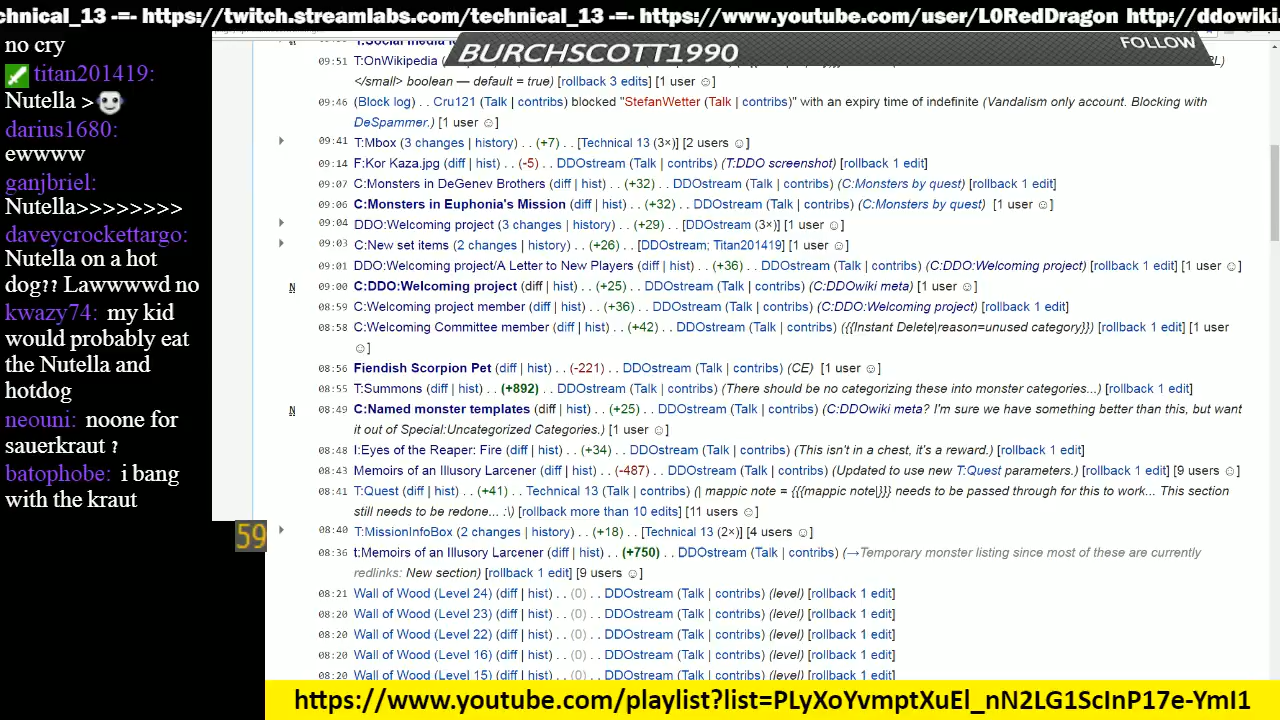 chnical_13 -=- https://twitch.streamlabs.com/technical_13 -=- https://www.youtube.com/user/L0RedDragon http://ddowiki.
BURCHSCOTT1990
FOLLOW
no cry
titan201419:
Nutella >
darius1680:
ewwww
ganjbriel:
Nutella>>>>>>>>
daveycrockettargo:
Nutella on a hot
dog?? Lawwwwd no
kwazy74: my kid
would probably eat
the Nutella and
hotdog
neouni: noone for
sauerkraut ?
batophobe: i bang
with the kraut
59
09:51 T:OnWikipedia
</small> boolean — default = true) [rollback 3 edits] [1 user ☺]
09:46 (Block log) . . Cru121 (Talk | contribs) blocked "StefanWetter (Talk | contribs)" with an expiry time of indefinite (Vandalism only account. Blocking with
DeSpammer.) [1 user ☺]
09:41 T:Mbox (3 changes | history) . . (+7) . . [Technical 13 (3×)] [2 users ☺]
09:14 F:Kor Kaza.jpg (diff | hist) . . (-5) . . DDOstream (Talk | contribs) (T:DDO screenshot) [rollback 1 edit]
09:07 C:Monsters in DeGenev Brothers (diff | hist) . . (+32) . . DDOstream (Talk | contribs) (C:Monsters by quest) [rollback 1 edit]
09:06 C:Monsters in Euphonia's Mission (diff | hist) . . (+32) . . DDOstream (Talk | contribs) (C:Monsters by quest) [1 user ☺]
09:04 DDO:Welcoming project (3 changes | history) . . (+29) . . [DDOstream (3×)] [1 user ☺]
09:03 C:New set items (2 changes | history) . . (+26) . . [DDOstream; Titan201419] [1 user ☺]
09:01 DDO:Welcoming project/A Letter to New Players (diff | hist) . . (+36) . . DDOstream (Talk | contribs) (C:DDO:Welcoming project) [rollback 1 edit] [1 user ☺]
N 09:00 C:DDO:Welcoming project (diff | hist) . . (+25) . . DDOstream (Talk | contribs) (C:DDOwiki meta) [1 user ☺]
08:59 C:Welcoming project member (diff | hist) . . (+36) . . DDOstream (Talk | contribs) (C:DDO:Welcoming project) [rollback 1 edit]
08:58 C:Welcoming Committee member (diff | hist) . . (+42) . . DDOstream (Talk | contribs) ({{Instant Delete|reason=unused category}}) [rollback 1 edit] [1 user
☺]
08:56 Fiendish Scorpion Pet (diff | hist) . . (-221) . . DDOstream (Talk | contribs) (CE) [1 user ☺]
08:55 T:Summons (diff | hist) . . (+892) . . DDOstream (Talk | contribs) (There should be no categorizing these into monster categories...) [rollback 1 edit]
N 08:49 C:Named monster templates (diff | hist) . . (+25) . . DDOstream (Talk | contribs) (C:DDOwiki meta? I'm sure we have something better than this, but want
it out of Special:Uncategorized Categories.) [1 user ☺]
08:48 I:Eyes of the Reaper: Fire (diff | hist) . . (+34) . . DDOstream (Talk | contribs) (This isn't in a chest, it's a reward.) [rollback 1 edit]
08:43 Memoirs of an Illusory Larcener (diff | hist) . . (-487) . . DDOstream (Talk | contribs) (Updated to use new T:Quest parameters.) [rollback 1 edit] [9 users ☺]
08:41 T:Quest (diff | hist) . . (+41) . . Technical 13 (Talk | contribs) (| mappic note = {{{mappic note|}}} needs to be passed through for this to work... This section
still needs to be redone... :\) [rollback more than 10 edits] [11 users ☺]
08:40 T:MissionInfoBox (2 changes | history) . . (+18) . . [Technical 13 (2×)] [4 users ☺]
08:36 t:Memoirs of an Illusory Larcener (diff | hist) . . (+750) . . DDOstream (Talk | contribs) (→Temporary monster listing since most of these are currently
redlinks: New section) [rollback 1 edit] [9 users ☺]
08:21 Wall of Wood (Level 24) (diff | hist) . . (0) . . DDOstream (Talk | contribs) (level) [rollback 1 edit]
08:20 Wall of Wood (Level 23) (diff | hist) . . (0) . . DDOstream (Talk | contribs) (level) [rollback 1 edit]
08:20 Wall of Wood (Level 22) (diff | hist) . . (0) . . DDOstream (Talk | contribs) (level) [rollback 1 edit]
08:20 Wall of Wood (Level 16) (diff | hist) . . (0) . . DDOstream (Talk | contribs) (level) [rollback 1 edit]
08:20 Wall of Wood (Level 15) (diff | hist) . . (0) . . DDOstream (Talk | contribs) (level) [rollback 1 edit]
https://www.youtube.com/playlist?list=PLyXoYvmptXuEl_nN2LG1ScInP17e-YmI1